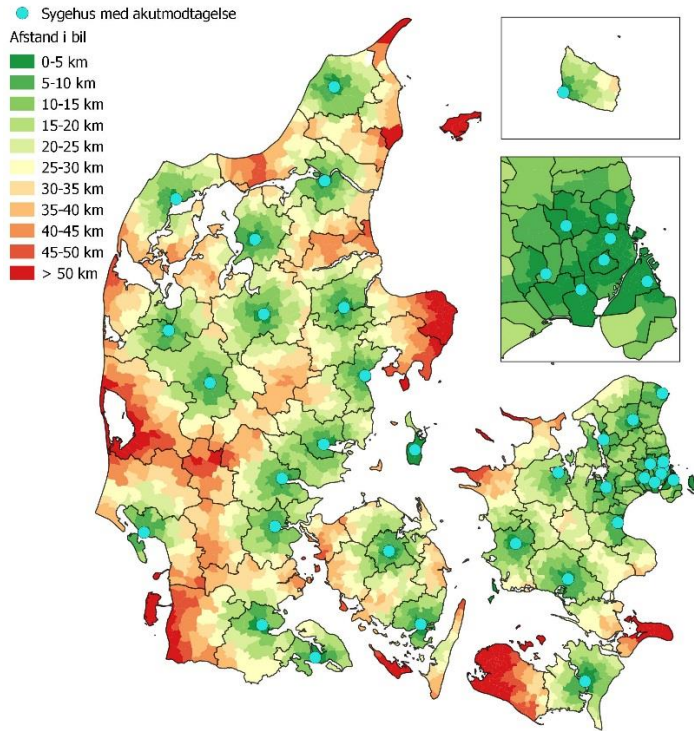 Sygehus med akutmodtagelse
Afstand i bil
0-5 km
5-10 km
10-15 km
15-20 km
20-25 km
25-30 km
30-35 km
35-40 km
40-45 km
45-50 km
> 50 km